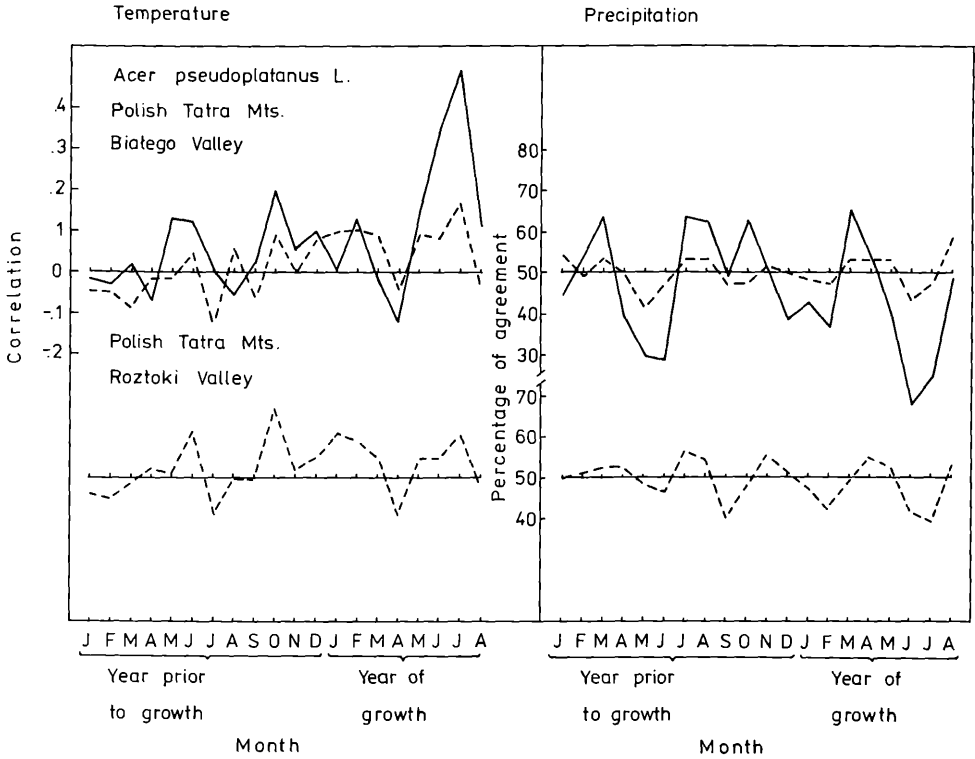 Temperature
Precipitation
Acer pseudoplatanus L.
Polish Tatra Mts.
Białego Valley
.4
.3
.2
.1
0
-.1
-.2
Correlation
Polish Tatra Mts.
Roztoki Valley
80
70
60
50
40
30
70
60
50
40
Percentage of agreement
J F M A M J J A S O N D J F M A M J J A
J F M A M J J A S O N D J F M A M J J A
Year prior
to growth
Year of
growth
Year prior
to growth
Year of
growth
Month
Month